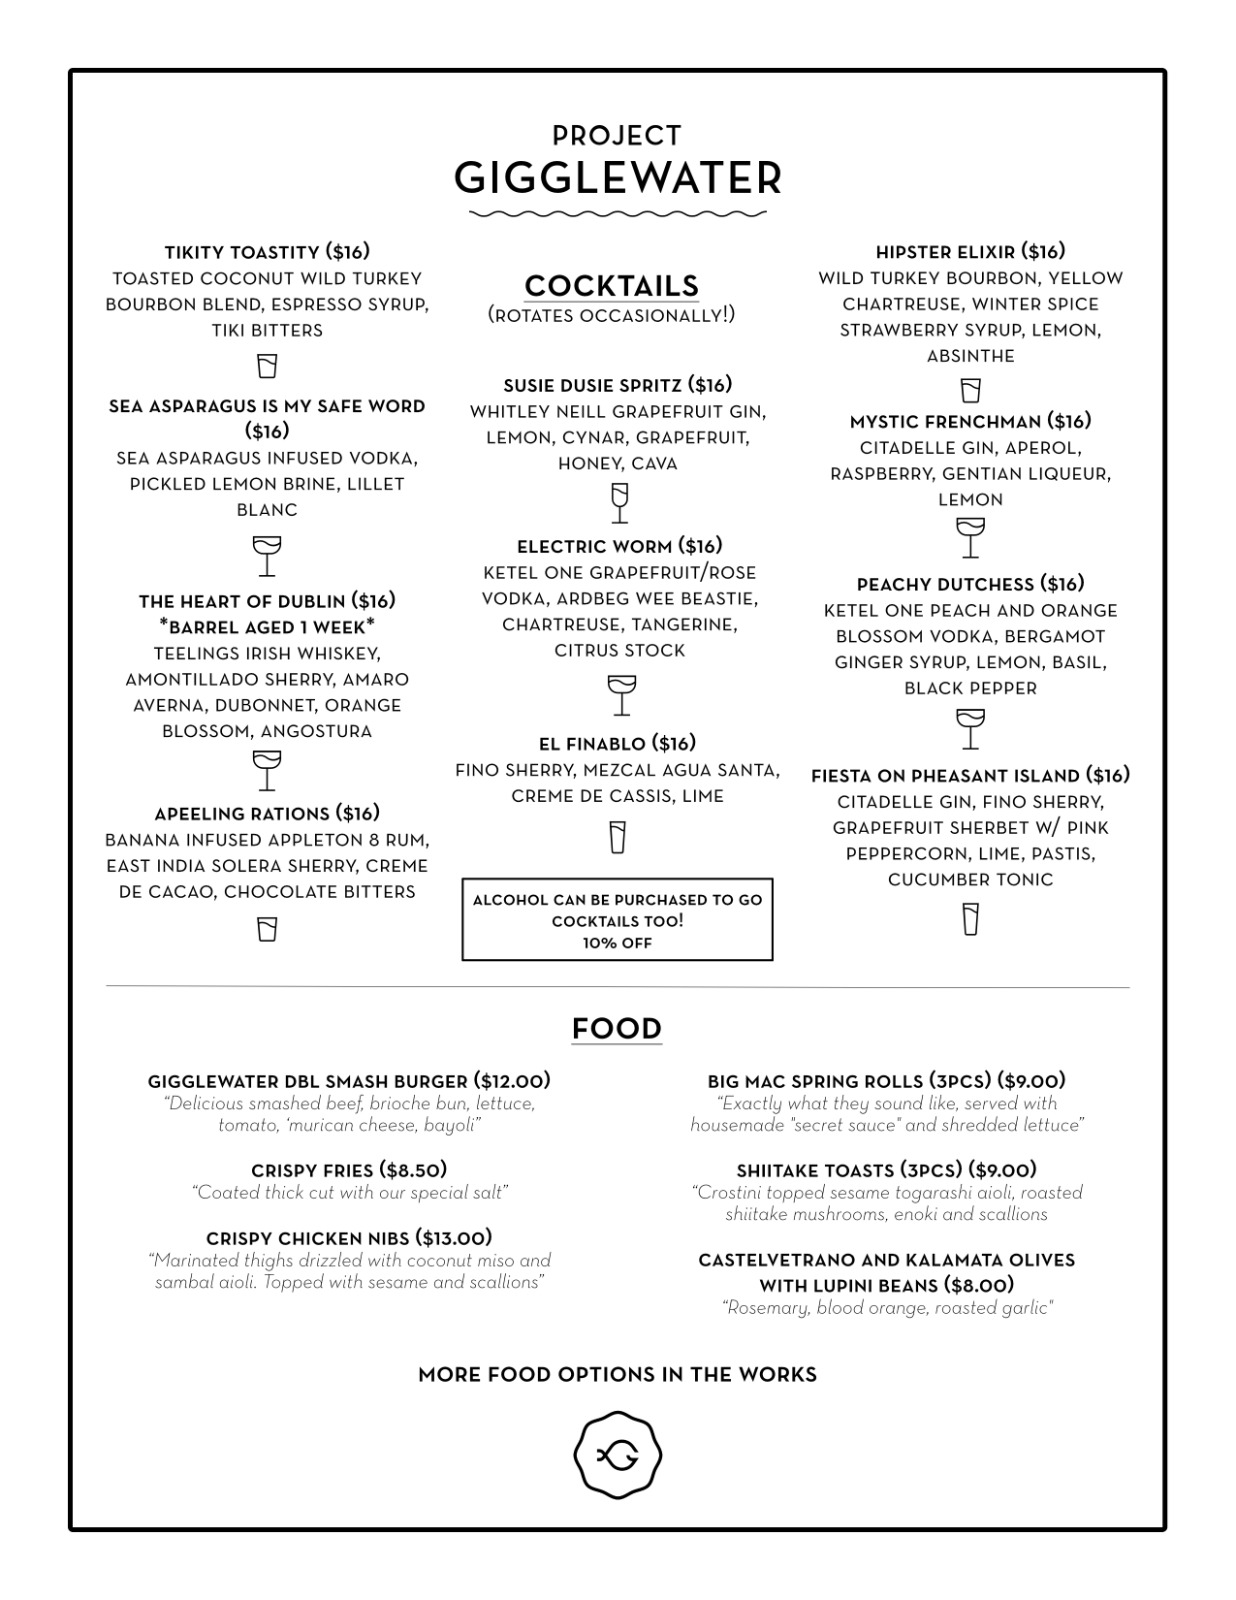 PROJECT
GIGGLEWATER
TIKITY TOASTITY ($16)
TOASTED COCONUT WILD TURKEY
BOURBON BLEND, ESPRESSO SYRUP,
TIKI BITTERS
SEA ASPARAGUS IS MY SAFE WORD
($16)
SEA ASPARAGUS INFUSED VODKA,
PICKLED LEMON BRINE, LILLET
BLANC
THE HEART OF DUBLIN ($16)
*BARREL AGED 1 WEEK*
TEELINGS IRISH WHISKEY,
AMONTILLADO SHERRY, AMARO
AVERNA, DUBONNET, ORANGE
BLOSSOM, ANGOSTURA
APEELING RATIONS ($16)
BANANA INFUSED APPLETON 8 RUM,
EAST INDIA SOLERA SHERRY, CREME
DE CACAO, CHOCOLATE BITTERS
COCKTAILS
(ROTATES OCCASIONALLY!)
SUSIE DUSIE SPRITZ ($16)
WHITLEY NEILL GRAPEFRUIT GIN,
LEMON, CYNAR, GRAPEFRUIT,
HONEY, CAVA
ELECTRIC WORM ($16)
KETEL ONE GRAPEFRUIT/ROSE
VODKA, ARDBEG WEE BEASTIE,
CHARTREUSE, TANGERINE,
CITRUS STOCK
EL FINABLO ($16)
FINO SHERRY, MEZCAL AGUA SANTA,
CREME DE CASSIS, LIME
ALCOHOL CAN BE PURCHASED TO GO
COCKTAILS TOO!
10% OFF
HIPSTER ELIXIR ($16)
WILD TURKEY BOURBON, YELLOW
CHARTREUSE, WINTER SPICE
STRAWBERRY SYRUP, LEMON,
ABSINTHE
MYSTIC FRENCHMAN ($16)
CITADELLE GIN, APEROL,
RASPBERRY, GENTIAN LIQUEUR,
LEMON
PEACHY DUTCHESS ($16)
KETEL ONE PEACH AND ORANGE
BLOSSOM VODKA, BERGAMOT
GINGER SYRUP, LEMON, BASIL,
BLACK PEPPER
FIESTA ON PHEASANT ISLAND ($16)
CITADELLE GIN, FINO SHERRY,
GRAPEFRUIT SHERBET W/ PINK
PEPPERCORN, LIME, PASTIS,
CUCUMBER TONIC
FOOD
GIGGLEWATER DBL SMASH BURGER ($12.00)
“Delicious smashed beef, brioche bun, lettuce,
tomato, ‘murican cheese, bayoli”
CRISPY FRIES ($8.50)
“Coated thick cut with our special salt”
CRISPY CHICKEN NIBS ($13.00)
“Marinated thighs drizzled with coconut miso and
sambal aioli. Topped with sesame and scallions”
BIG MAC SPRING ROLLS (3PCS) ($9.00)
“Exactly what they sound like, served with
housemade "secret sauce" and shredded lettuce”
SHIITAKE TOASTS (3PCS) ($9.00)
“Crostini topped sesame togarashi aioli, roasted
shiitake mushrooms, enoki and scallions
CASTELVETRANO AND KALAMATA OLIVES
WITH LUPINI BEANS ($8.00)
“Rosemary, blood orange, roasted garlic"
MORE FOOD OPTIONS IN THE WORKS